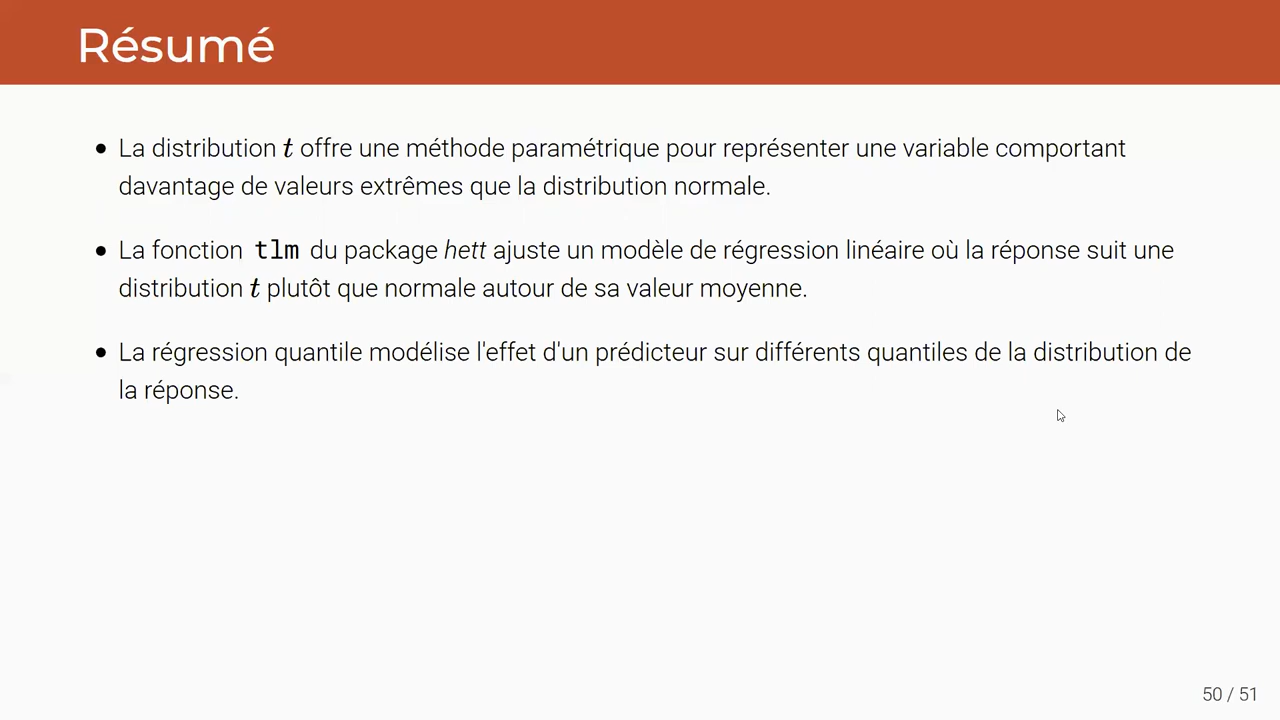 Résumé
• La distribution t offre une méthode paramétrique pour représenter une variable comportant
davantage de valeurs extrêmes que la distribution normale.
• La fonction tlm du package hett ajuste un modèle de régression linéaire où la réponse suit une
distribution t plutôt que normale autour de sa valeur moyenne.
• La régression quantile modélise l'effet d'un prédicteur sur différents quantiles de la distribution de
la réponse.
50 / 51